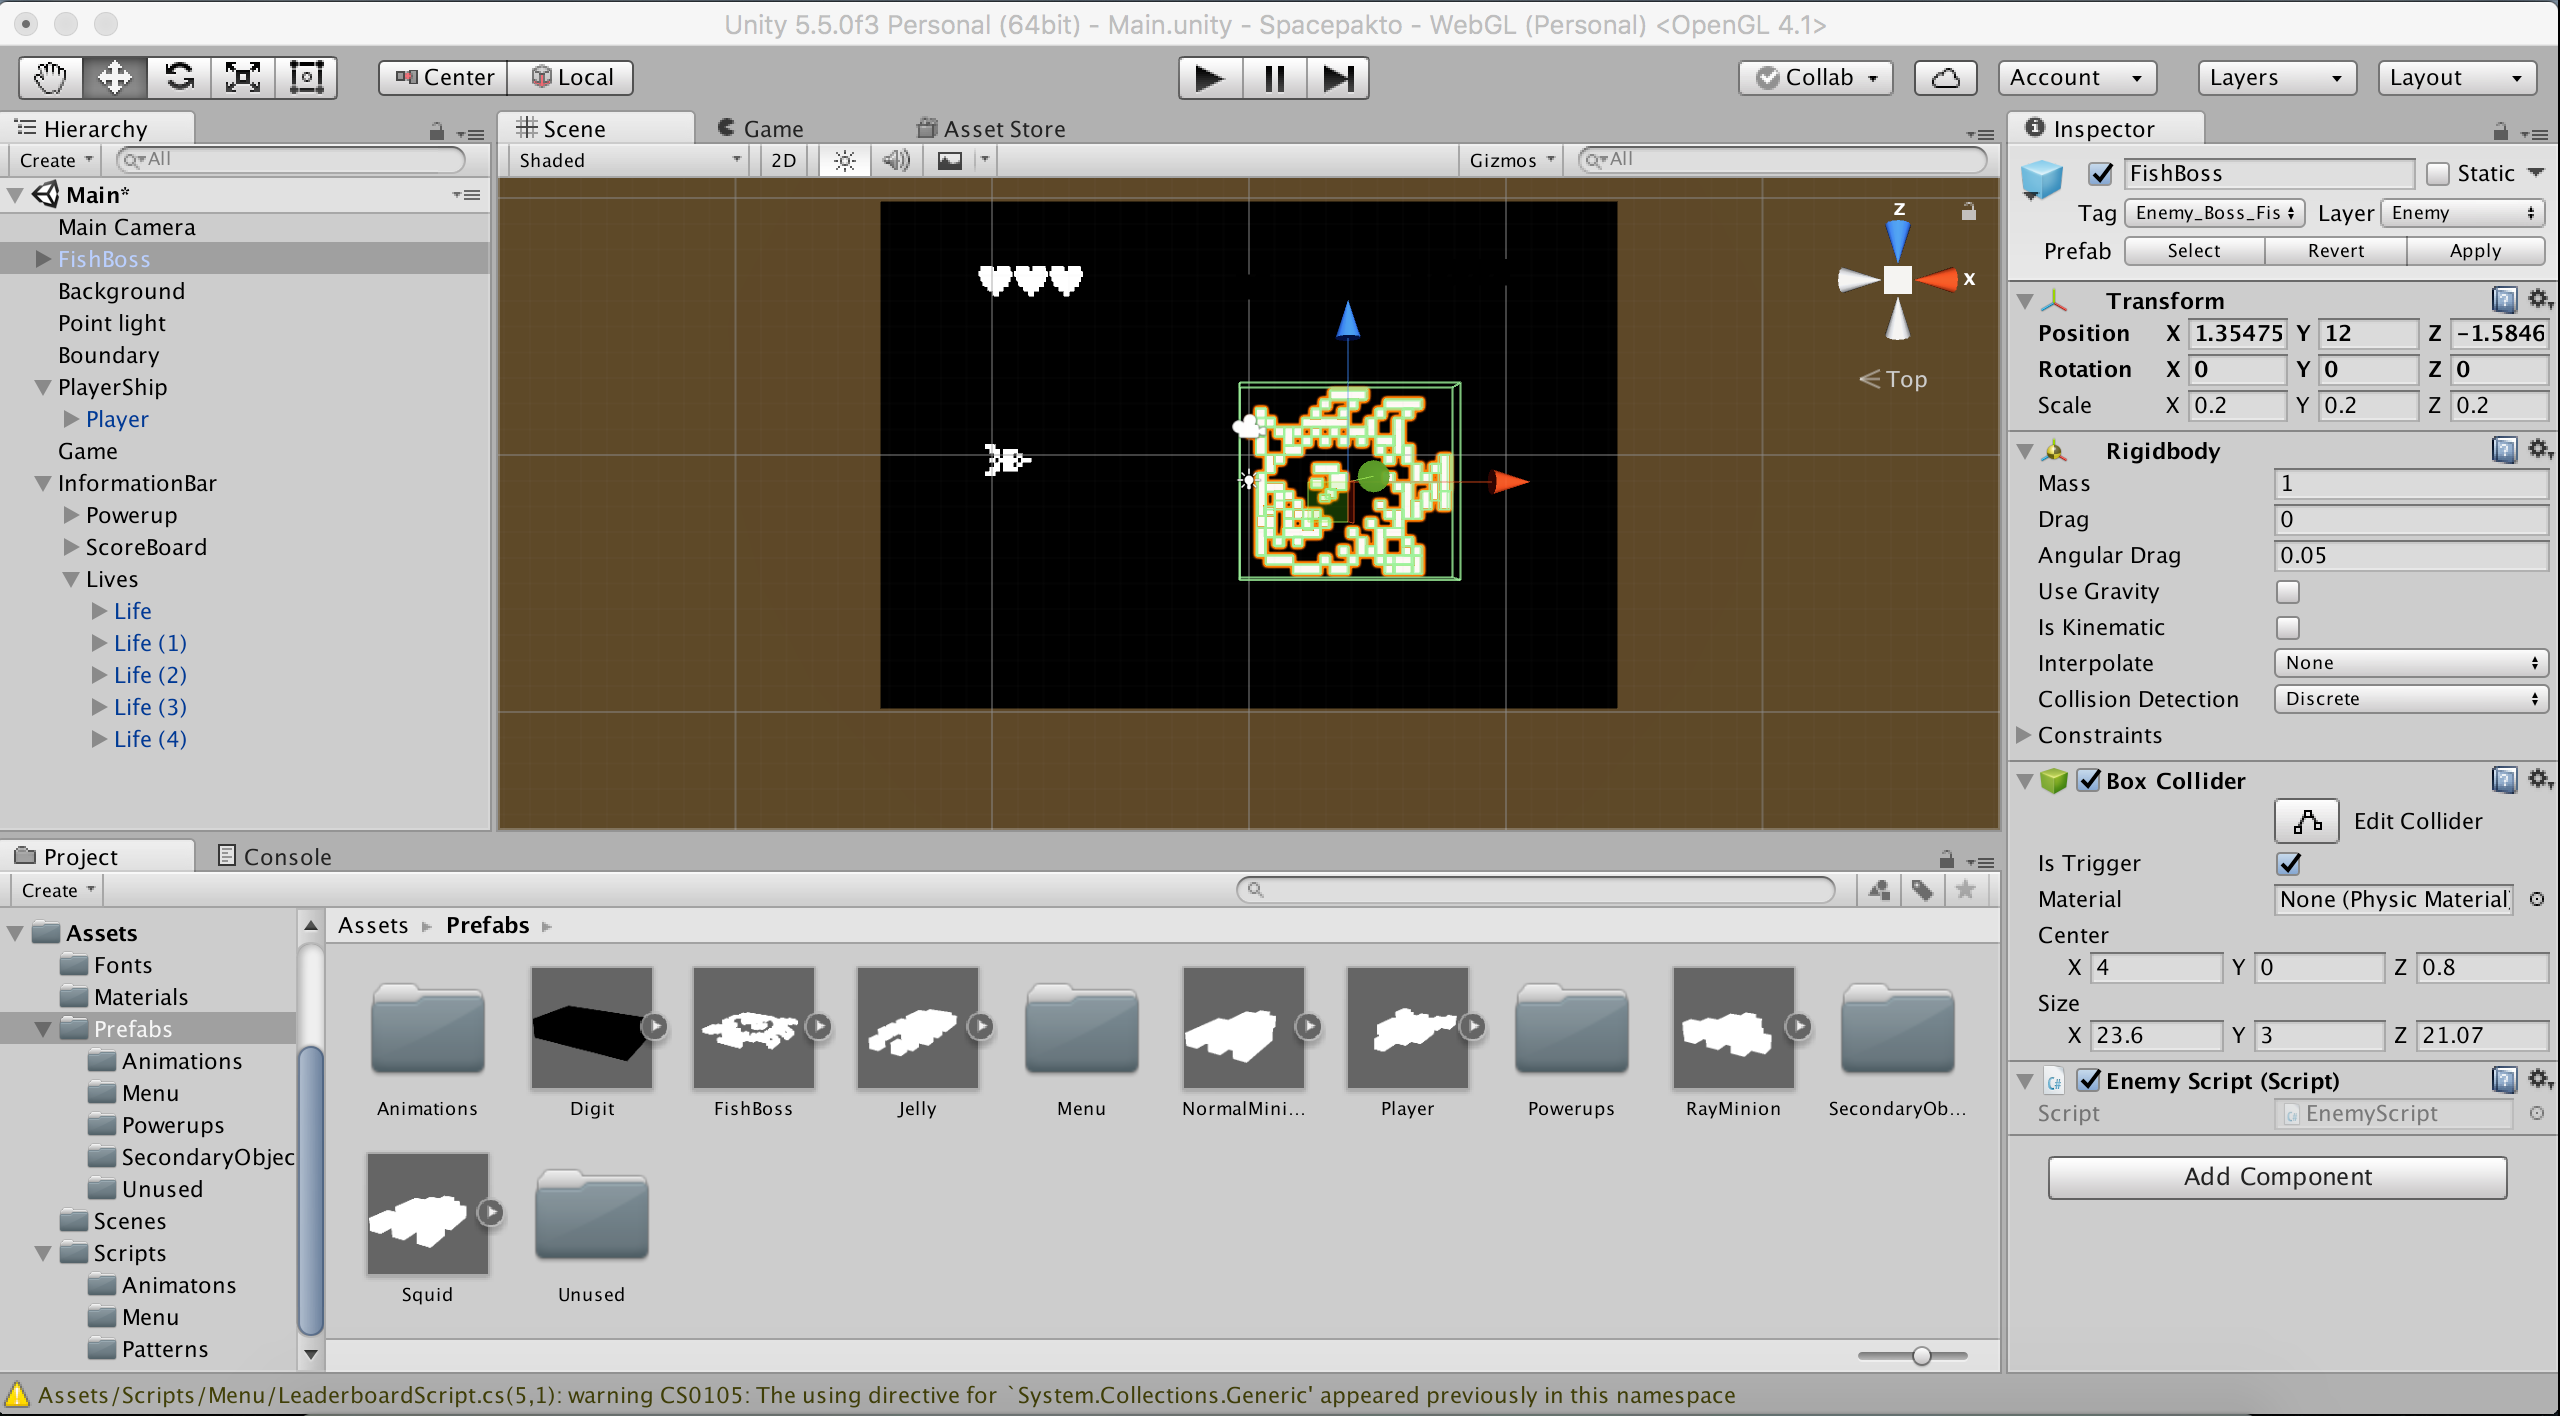 Unity 5.5.0f3 Personal (64bit) - Main.unity - Spacepakto - WebGL (Personal) <OpenGL 4.1>
Center Local Collab Account Layers Layout
Hierarchy
Create All
Main*
Main Camera
FishBoss
Background
Point light
Boundary
PlayerShip
Player
Game
InformationBar
Powerup
ScoreBoard
Lives
Life
Life (1)
Life (2)
Life (3)
Life (4)
Scene Game Asset Store
Shaded 2D Gizmos All
Z
X
Top
Inspector
FishBoss Static
Tag Enemy_Boss_Fis Layer Enemy
Prefab Select Revert Apply
Transform
Position X 1.35475 Y 12 Z -1.5846
Rotation X 0 Y 0 Z 0
Scale X 0.2 Y 0.2 Z 0.2
Rigidbody
Mass 1
Drag 0
Angular Drag 0.05
Use Gravity
Is Kinematic
Interpolate None
Collision Detection Discrete
Constraints
Box Collider
Edit Collider
Is Trigger
Material None (Physic Material)
Center
X 4 Y 0 Z 0.8
Size
X 23.6 Y 3 Z 21.07
C# Enemy Script (Script)
Script EnemyScript
Add Component
Project Console
Create
Assets
Fonts
Materials
Prefabs
Animations
Menu
Powerups
SecondaryObjec
Unused
Scenes
Scripts
Animatons
Menu
Patterns
Assets Prefabs
Animations Digit FishBoss Jelly Menu NormalMini... Player Powerups RayMinion SecondaryOb...
Squid Unused
Assets/Scripts/Menu/LeaderboardScript.cs(5,1): warning CS0105: The using directive for `System.Collections.Generic' appeared previously in this namespace